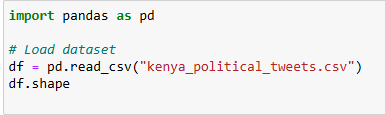 import pandas as pd
# Load dataset
df = pd.read_csv("kenya_political_tweets.csv")
df.shape